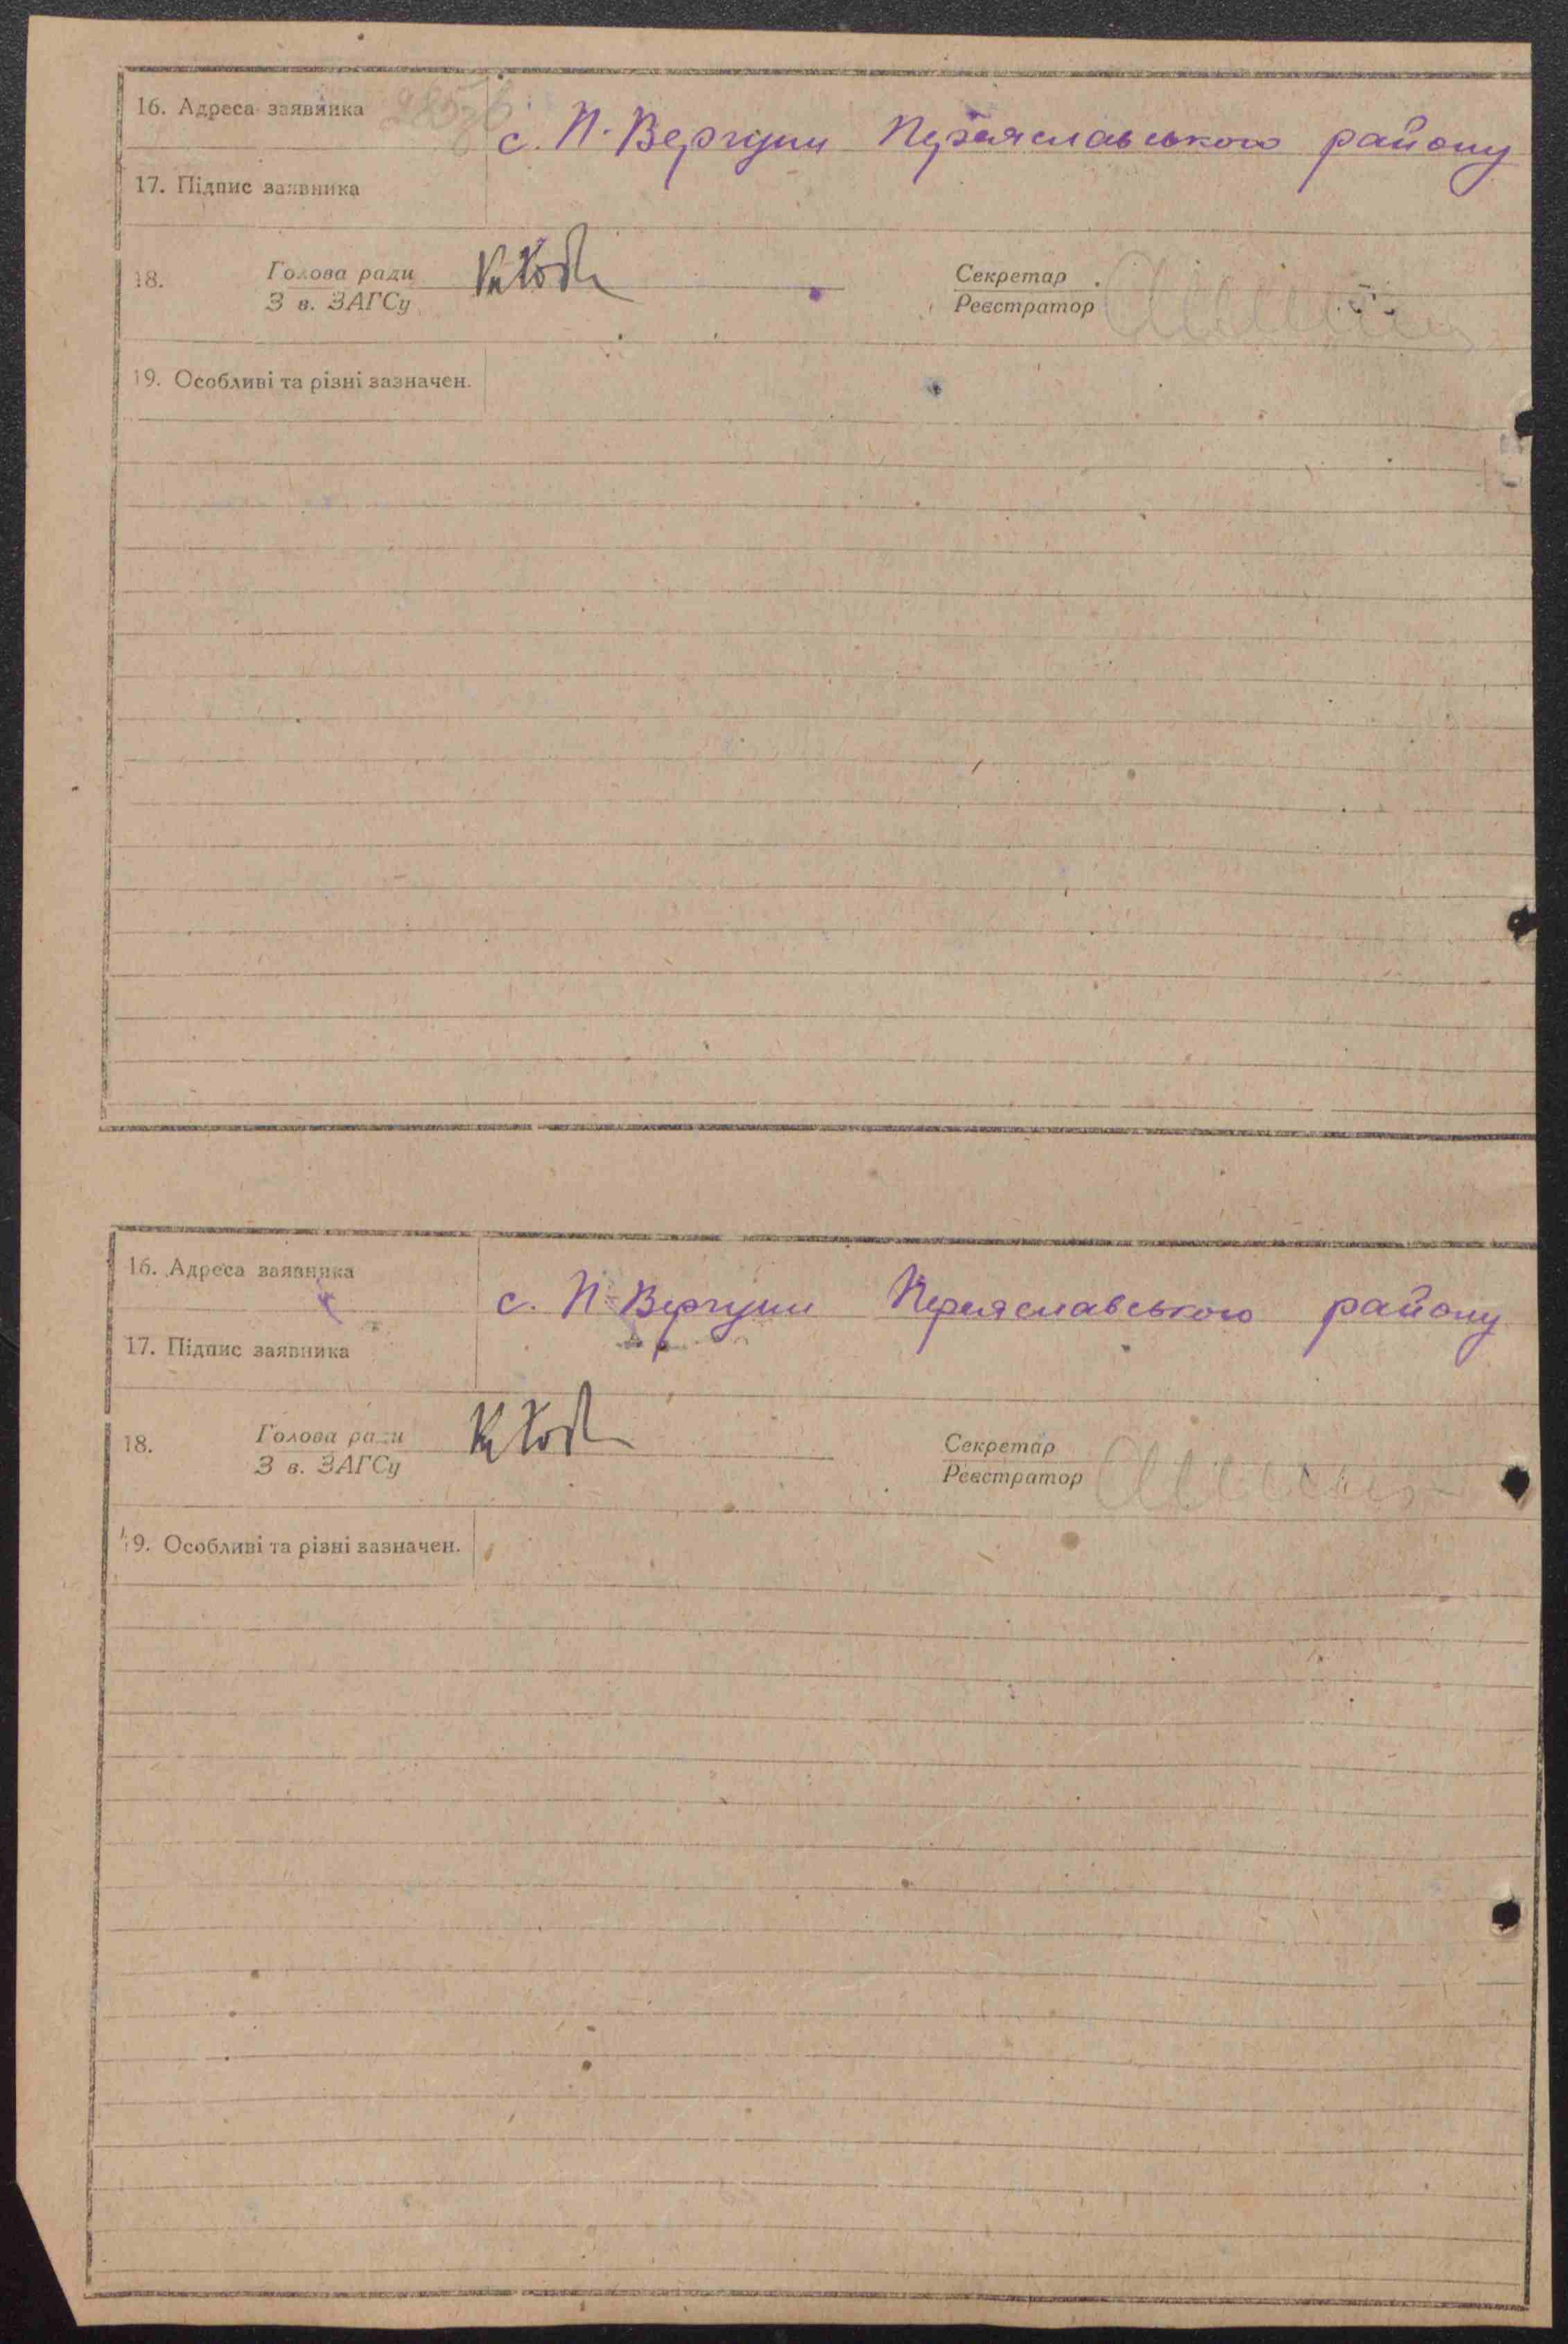 16. Адреса заявника с. П. Вергуни Переяславського району
17. Підпис заявника
18. Голова ради Секретар
З в. ЗАГСу Реєстратор
19. Особливі та різні зазначен.
16. Адреса заявника с. П-Вергуни Переяславського району
17. Підпис заявника
18. Голова ради Секретар
З в. ЗАГСу Реєстратор
19. Особливі та різні зазначен.